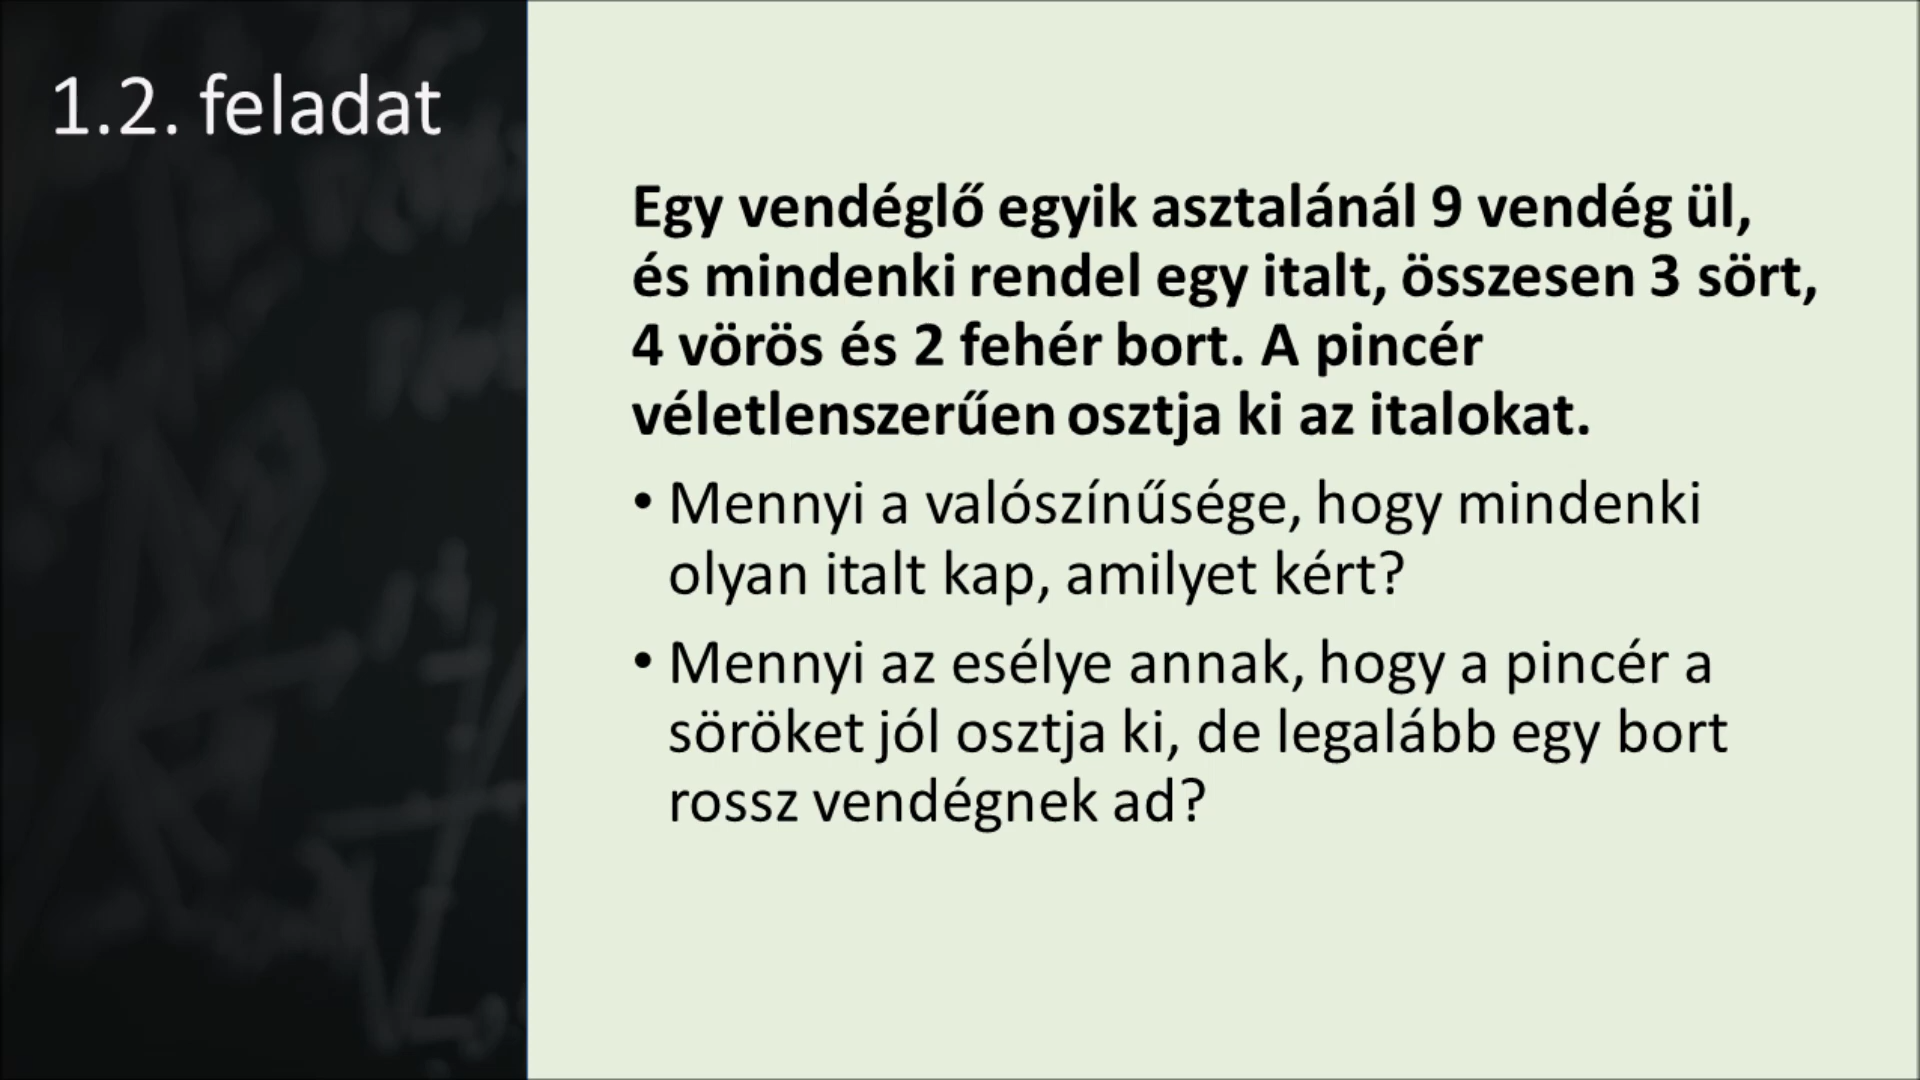 1.2. feladat
Egy vendéglő egyik asztalánál 9 vendég ül,
és mindenki rendel egy italt, összesen 3 sört,
4 vörös és 2 fehér bort. A pincér
véletlenszerűen osztja ki az italokat.
• Mennyi a valószínűsége, hogy mindenki
olyan italt kap, amilyet kért?
• Mennyi az esélye annak, hogy a pincér a
söröket jól osztja ki, de legalább egy bort
rossz vendégnek ad?